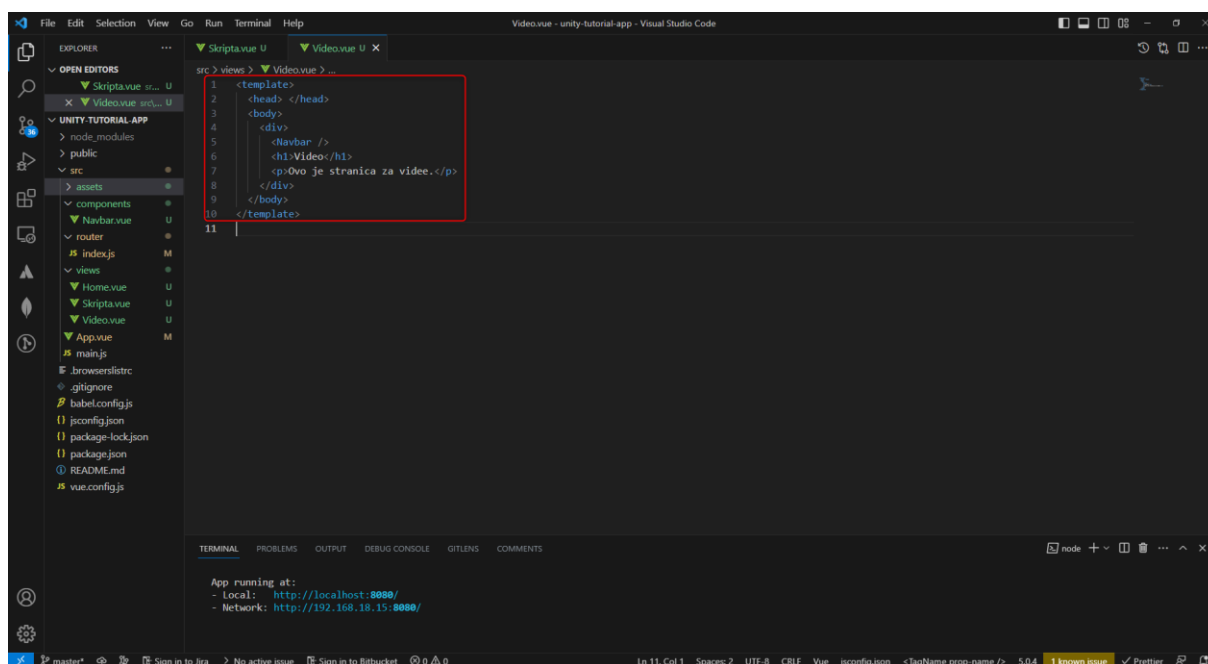 File Edit Selection View Go Run Terminal Help Video.vue - unity-tutorial-app - Visual Studio Code
EXPLORER
OPEN EDITORS
Skripta.vue sr... U
Video.vue src\... U
UNITY-TUTORIAL-APP
node_modules
public
src
assets
components
Navbar.vue U
router
index.js M
views
Home.vue U
Skripta.vue U
Video.vue U
App.vue M
main.js
.browserslistrc
.gitignore
babel.config.js
jsconfig.json
package-lock.json
package.json
README.md
vue.config.js
36
Skripta.vue U Video.vue U
src > views > Video.vue > ...
1 <template>
2 <head> </head>
3 <body>
4 <div>
5 <Navbar />
6 <h1>Video</h1>
7 <p>Ovo je stranica za videe.</p>
8 </div>
9 </body>
10 </template>
11
TERMINAL PROBLEMS OUTPUT DEBUG CONSOLE GITLENS COMMENTS
node
App running at:
- Local: http://localhost:8080/
- Network: http://192.168.18.15:8080/
master* Sign in to Jira No active issue Sign in to Bitbucket 0 0 Ln 11, Col 1 Spaces: 2 UTF-8 CRLF Vue jsconfig.json <TagName prop-name /> 5.0.4 1 known issue Prettier